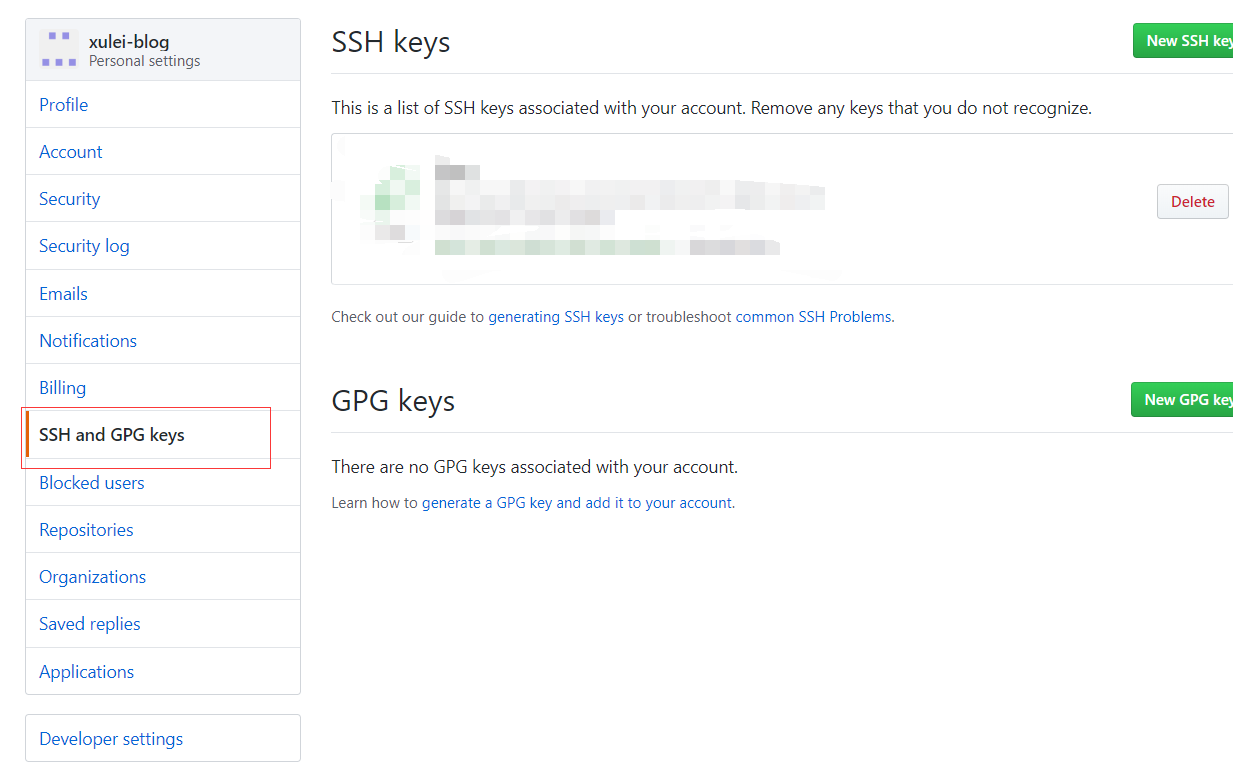 xulei-blog
Personal settings
Profile
Account
Security
Security log
Emails
Notifications
Billing
SSH and GPG keys
Blocked users
Repositories
Organizations
Saved replies
Applications
Developer settings
SSH keys
New SSH key
This is a list of SSH keys associated with your account. Remove any keys that you do not recognize.
Delete
Check out our guide to generating SSH keys or troubleshoot common SSH Problems.
GPG keys
New GPG key
There are no GPG keys associated with your account.
Learn how to generate a GPG key and add it to your account.